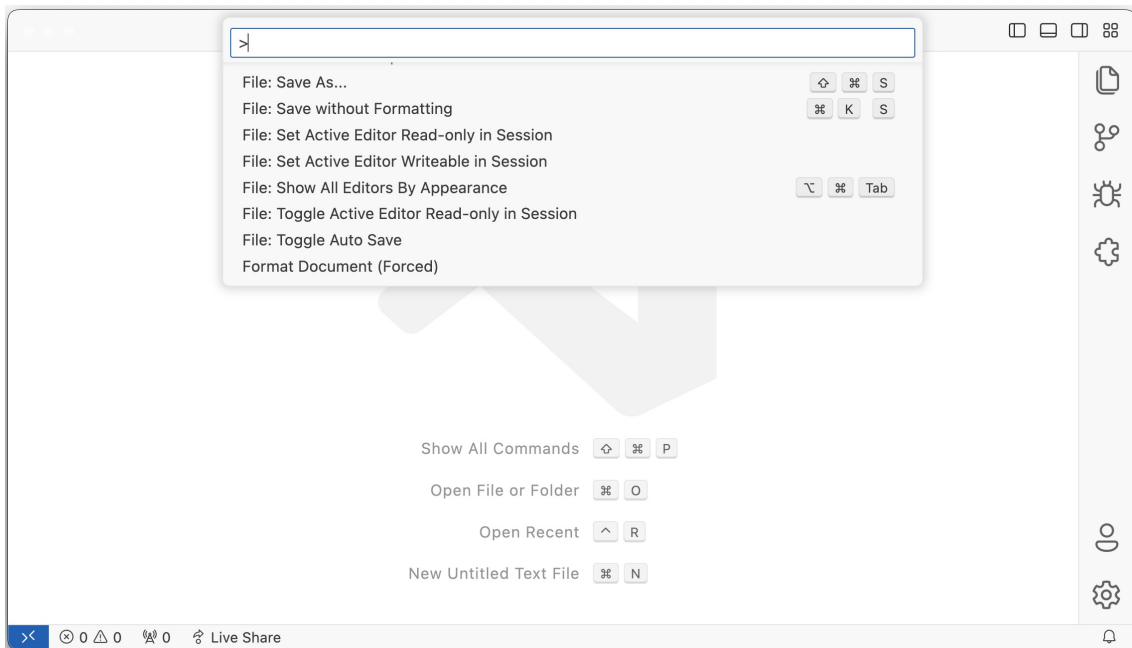 >
File: Save As... ⇧ ⌘ S
File: Save without Formatting ⌘ K S
File: Set Active Editor Read-only in Session
File: Set Active Editor Writeable in Session
File: Show All Editors By Appearance ⌥ ⌘ Tab
File: Toggle Active Editor Read-only in Session
File: Toggle Auto Save
Format Document (Forced)
Show All Commands ⇧ ⌘ P
Open File or Folder ⌘ O
Open Recent ^ R
New Untitled Text File ⌘ N
0 0 0 Live Share